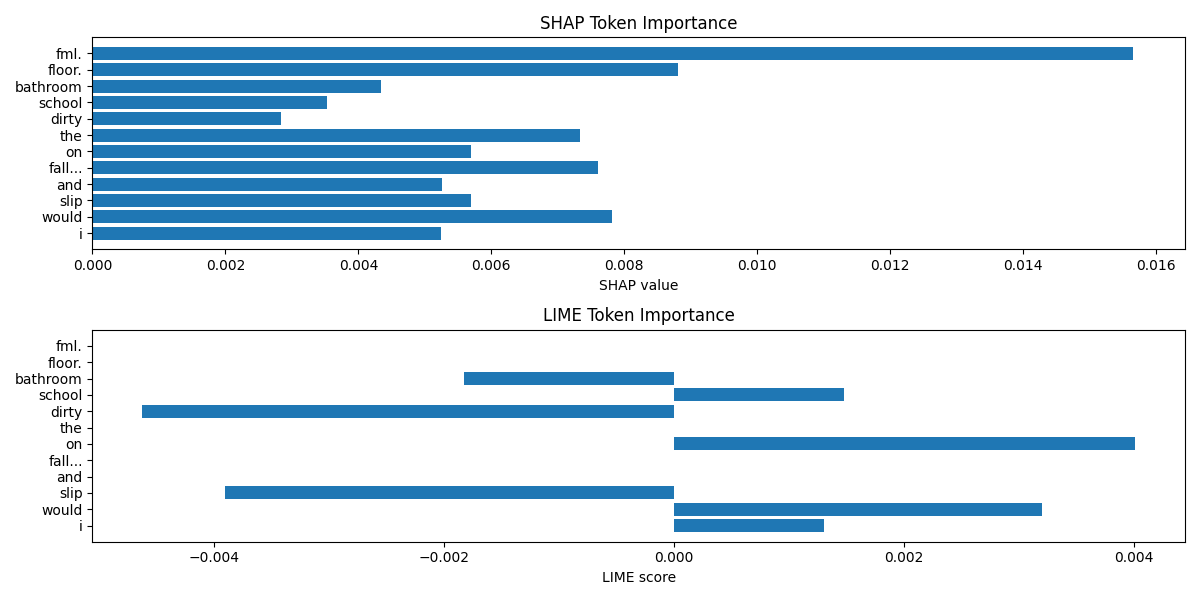 SHAP Token Importance
fml.
floor.
bathroom
school
dirty
the
on
fall...
and
slip
would
i
0.000 0.002 0.004 0.006 0.008 0.010 0.012 0.014 0.016
SHAP value
LIME Token Importance
fml.
floor.
bathroom
school
dirty
the
on
fall...
and
slip
would
i
−0.004 −0.002 0.000 0.002 0.004
LIME score